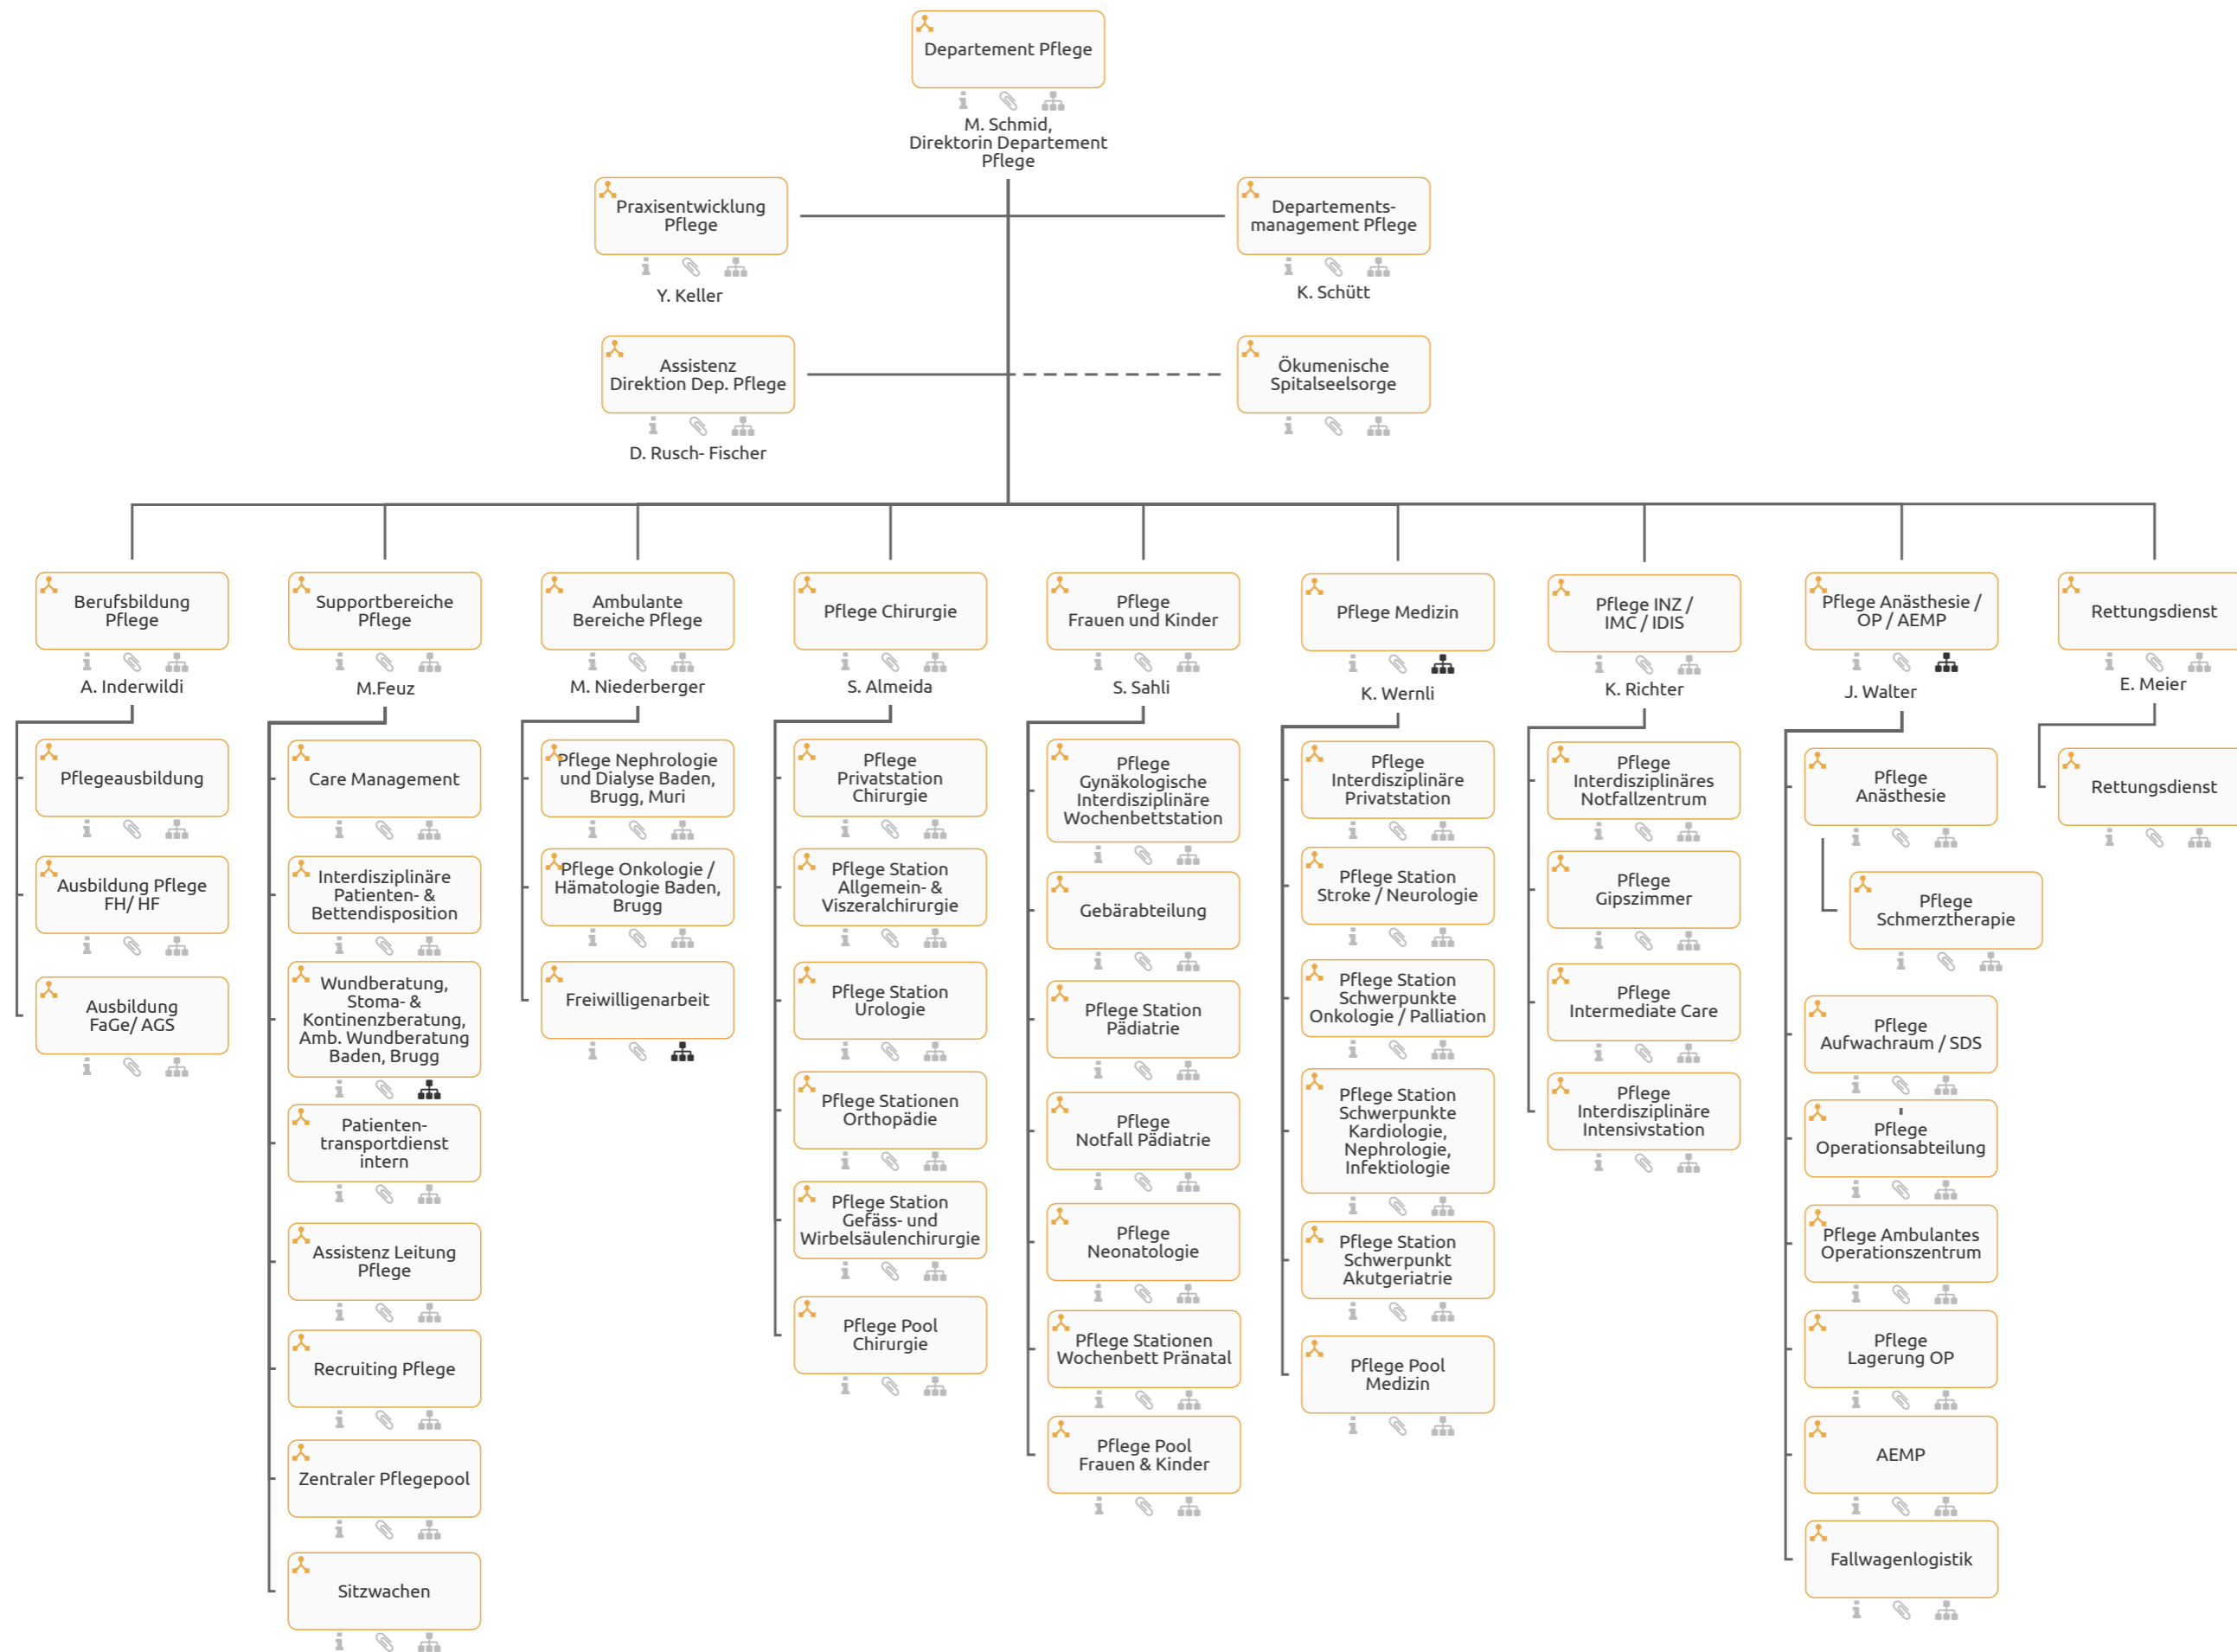 Departement Pflege
M. Schmid,
Direktorin Departement
Pflege
Praxisentwicklung
Pflege
Y. Keller
Departements-
management Pflege
K. Schütt
Assistenz
Direktion Dep. Pflege
D. Rusch- Fischer
Ökumenische
Spitalseelsorge
Berufsbildung
Pflege
A. Inderwildi
Pflegeausbildung
Ausbildung Pflege
FH/ HF
Ausbildung
FaGe/ AGS
Supportbereiche
Pflege
M.Feuz
Care Management
Interdisziplinäre
Patienten- &
Bettendisposition
Wundberatung,
Stoma- &
Kontinenzberatung,
Amb. Wundberatung
Baden, Brugg
Patienten-
transportdienst
intern
Assistenz Leitung
Pflege
Recruiting Pflege
Zentraler Pflegepool
Sitzwachen
Ambulante
Bereiche Pflege
M. Niederberger
Pflege Nephrologie
und Dialyse Baden,
Brugg, Muri
Pflege Onkologie /
Hämatologie Baden,
Brugg
Freiwilligenarbeit
Pflege Chirurgie
S. Almeida
Pflege
Privatstation
Chirurgie
Pflege Station
Allgemein- &
Viszeralchirurgie
Pflege Station
Urologie
Pflege Stationen
Orthopädie
Pflege Station
Gefäss- und
Wirbelsäulenchirurgie
Pflege Pool
Chirurgie
Pflege
Frauen und Kinder
S. Sahli
Pflege
Gynäkologische
Interdisziplinäre
Wochenbettstation
Gebärabteilung
Pflege Station
Pädiatrie
Pflege
Notfall Pädiatrie
Pflege
Neonatologie
Pflege Stationen
Wochenbett Pränatal
Pflege Pool
Frauen & Kinder
Pflege Medizin
K. Wernli
Pflege
Interdisziplinäre
Privatstation
Pflege Station
Stroke / Neurologie
Pflege Station
Schwerpunkte
Onkologie / Palliation
Pflege Station
Schwerpunkte
Kardiologie,
Nephrologie,
Infektiologie
Pflege Station
Schwerpunkt
Akutgeriatrie
Pflege Pool
Medizin
Pflege INZ /
IMC / IDIS
K. Richter
Pflege
Interdisziplinäres
Notfallzentrum
Pflege
Gipszimmer
Pflege
Intermediate Care
Pflege
Interdisziplinäre
Intensivstation
Pflege Anästhesie /
OP / AEMP
J. Walter
Pflege
Anästhesie
Pflege
Schmerztherapie
Pflege
Aufwachraum / SDS
Pflege
Operationsabteilung
Pflege Ambulantes
Operationszentrum
Pflege
Lagerung OP
AEMP
Fallwagenlogistik
Rettungsdienst
E. Meier
Rettungsdienst